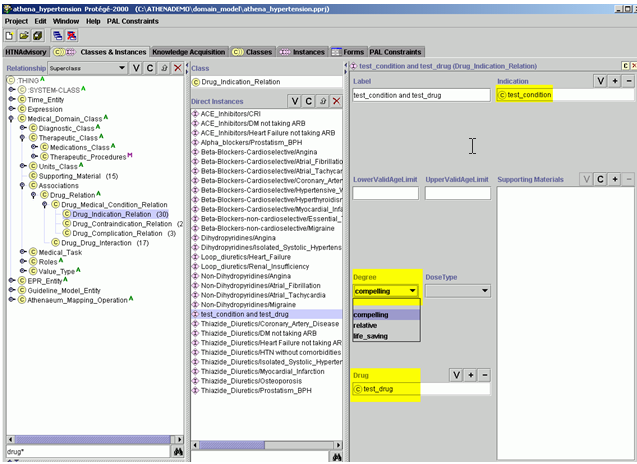 athena_hypertension Protégé-2000 (C:\ATHENADEMO\domain_model\athena_hypertension.pprj)
Project Edit Window Help PAL Constraints
HTNAdvisory Classes & Instances Knowledge Acquisition Classes Instances Forms PAL Constraints
Relationship Superclass V C X
:THING A
:SYSTEM-CLASS A
Time_Entity A
Expression
Medical_Domain_Class A
Diagnostic_Class A
Therapeutic_Class A
Medications_Class A
Therapeutic_Procedures M
Units_Class A
Supporting_Material (15)
Associations
Drug_Relation A
Drug_Medical_Condition_Relation
Drug_Indication_Relation (30)
Drug_Contraindication_Relation (2
Drug_Complication_Relation (3)
Drug_Drug_Interaction (17)
Medical_Task
Roles A
Value_Type A
EPR_Entity A
Guideline_Model_Entity
Athenaeum_Mapping_Operation A
drug*
Class
Drug_Indication_Relation
Direct Instances V C X
ACE_Inhibitors/CRI
ACE_Inhibitors/DM not taking ARB
ACE_Inhibitors/Heart Failure not taking ARB
Alpha_blockers/Prostatism_BPH
Beta-Blockers-Cardioselective/Angina
Beta-Blockers-Cardioselective/Atrial_Fibrillatio
Beta-Blockers-Cardioselective/Atrial_Tachycar
Beta-Blockers-Cardioselective/Coronary_Arter
Beta-Blockers-Cardioselective/Hypertensive_V
Beta-Blockers-Cardioselective/Hyperthyroidism
Beta-Blockers-Cardioselective/Myocardial_Infa
Beta-Blockers-non-cardioselective/Essential_T
Beta-Blockers-non-cardioselective/Migraine
Dihydropyridines/Angina
Dihydropyridines/Isolated_Systolic_Hypertens
Loop_diuretics/Heart_Failure
Loop_diuretics/Renal_Insufficiency
Non-Dihydropyridines/Angina
Non-Dihydropyridines/Atrial_Fibrillation
Non-Dihydropyridines/Atrial_Tachycardia
Non-Dihydropyridines/Migraine
test_condition and test_drug
Thiazide_Diuretics/Coronary_Artery_Disease
Thiazide_Diuretics/DM not taking ARB
Thiazide_Diuretics/Heart Failure not taking AR
Thiazide_Diuretics/HTN without comorbidities
Thiazide_Diuretics/Isolated_Systolic_Hyperten
Thiazide_Diuretics/Myocardial_Infarction
Thiazide_Diuretics/Osteoporosis
Thiazide_Diuretics/Prostatism_BPH
test_condition and test_drug (Drug_Indication_Relation) C X
Label Indication V + −
test_condition and test_drug test_condition
LowerValidAgeLimit UpperValidAgeLimit Supporting Materials V C + −
Degree DoseType
compelling
compelling
relative
life_saving
Drug V + −
test_drug